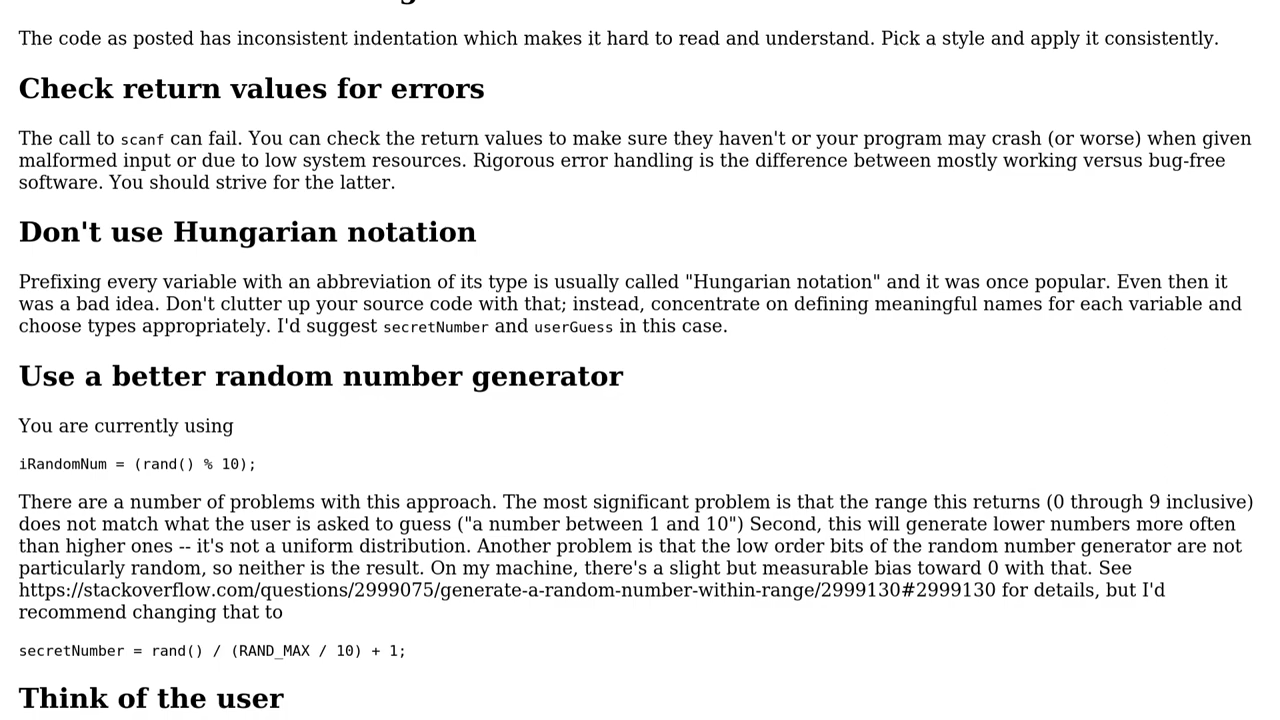 The code as posted has inconsistent indentation which makes it hard to read and understand. Pick a style and apply it consistently.
Check return values for errors
The call to scanf can fail. You can check the return values to make sure they haven't or your program may crash (or worse) when given
malformed input or due to low system resources. Rigorous error handling is the difference between mostly working versus bug-free
software. You should strive for the latter.
Don't use Hungarian notation
Prefixing every variable with an abbreviation of its type is usually called "Hungarian notation" and it was once popular. Even then it
was a bad idea. Don't clutter up your source code with that; instead, concentrate on defining meaningful names for each variable and
choose types appropriately. I'd suggest secretNumber and userGuess in this case.
Use a better random number generator
You are currently using
iRandomNum = (rand() % 10);
There are a number of problems with this approach. The most significant problem is that the range this returns (0 through 9 inclusive)
does not match what the user is asked to guess ("a number between 1 and 10") Second, this will generate lower numbers more often
than higher ones -- it's not a uniform distribution. Another problem is that the low order bits of the random number generator are not
particularly random, so neither is the result. On my machine, there's a slight but measurable bias toward 0 with that. See
https://stackoverflow.com/questions/2999075/generate-a-random-number-within-range/2999130#2999130 for details, but I'd
recommend changing that to
secretNumber = rand() / (RAND_MAX / 10) + 1;
Think of the user